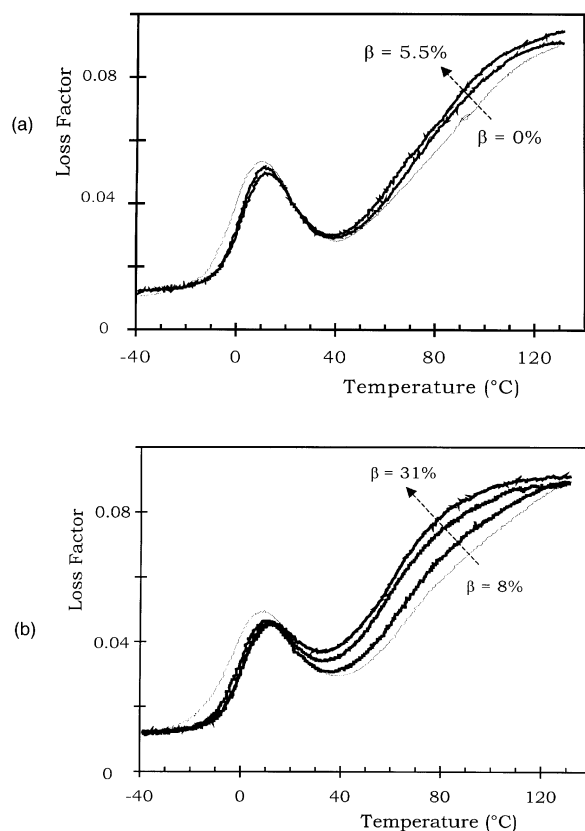 (a)
Loss Factor
0.08
0.04
0
β = 5.5%
β = 0%
-40 0 40 80 120
Temperature (°C)
(b)
Loss Factor
0.08
0.04
0
β = 31%
β = 8%
-40 0 40 80 120
Temperature (°C)